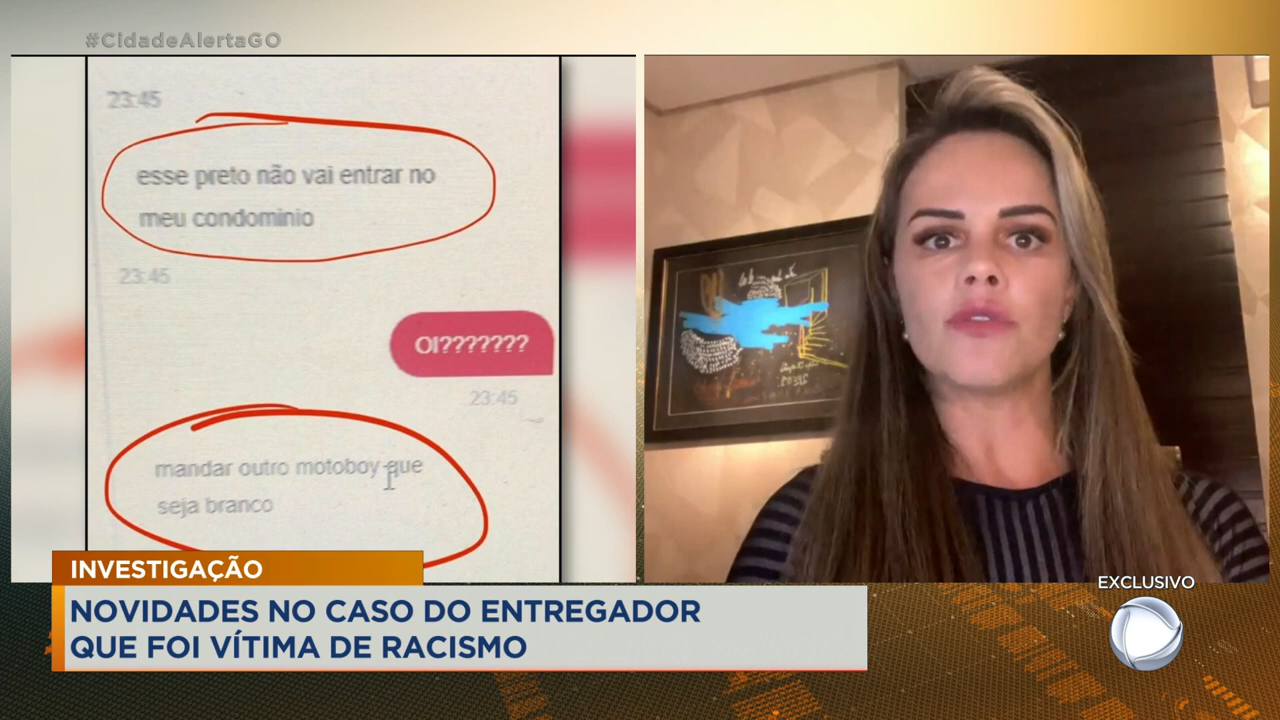 #CidadeAlertaGO
23:45
esse preto não vai entrar no
meu condominio
23:45
OI???????
23:45
mandar outro motoboy que
seja branco
INVESTIGAÇÃO
NOVIDADES NO CASO DO ENTREGADOR
QUE FOI VÍTIMA DE RACISMO
EXCLUSIVO